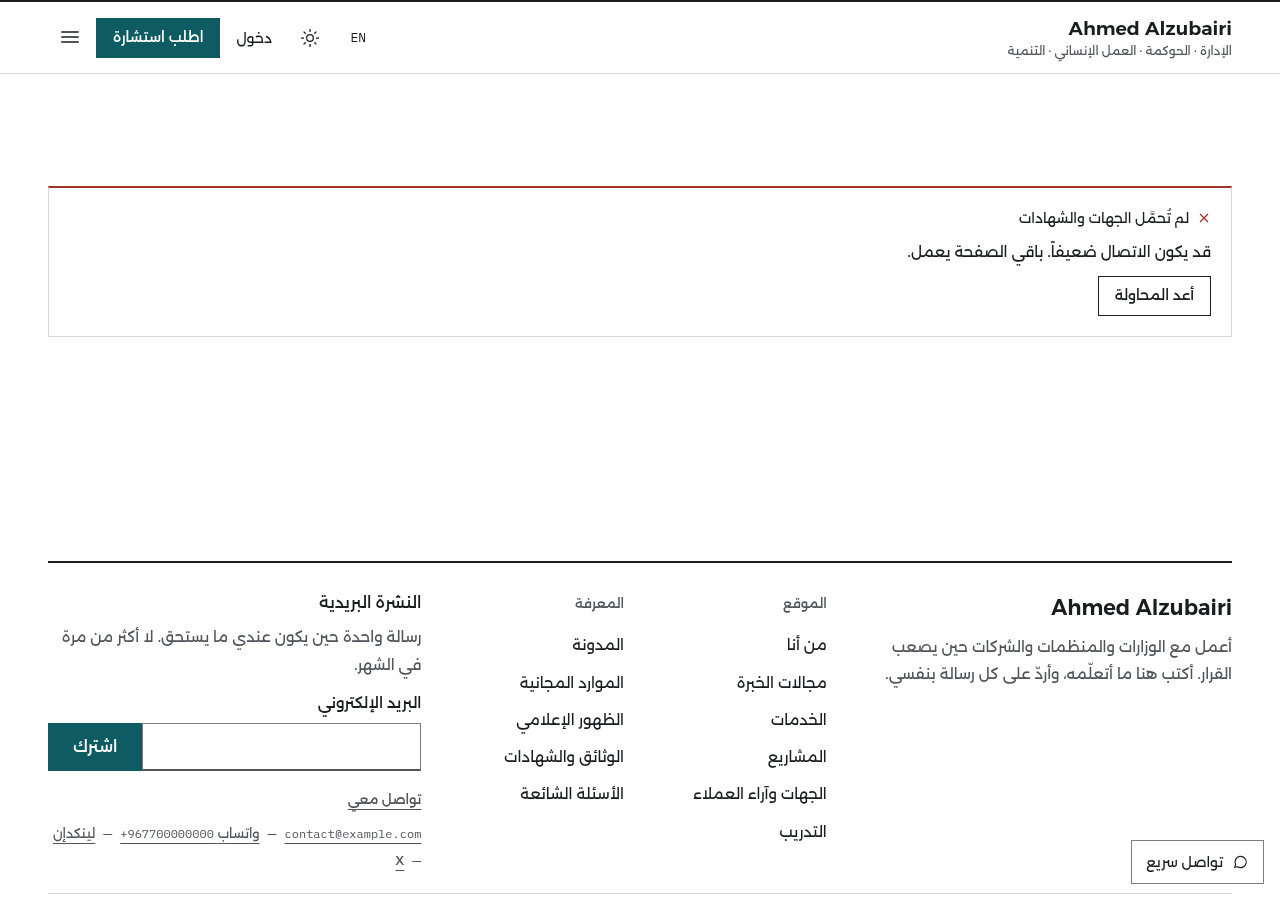 Ahmed Alzubairi
الإدارة · الحوكمة · العمل الإنساني · التنمية
EN
دخول
اطلب استشارة
لم تُحمَّل الجهات والشهادات
قد يكون الاتصال ضعيفاً. باقي الصفحة يعمل.
أعد المحاولة
Ahmed Alzubairi
أعمل مع الوزارات والمنظمات والشركات حين يصعب
القرار. أكتب هنا ما أتعلّمه، وأردّ على كل رسالة بنفسي.
الموقع
من أنا
مجالات الخبرة
الخدمات
المشاريع
الجهات وآراء العملاء
التدريب
المعرفة
المدونة
الموارد المجانية
الظهور الإعلامي
الوثائق والشهادات
الأسئلة الشائعة
النشرة البريدية
رسالة واحدة حين يكون عندي ما يستحق. لا أكثر من مرة
في الشهر.
البريد الإلكتروني
اشترك
تواصل معي
contact@example.com — واتساب +967700000000 — لينكدإن
— X
تواصل سريع